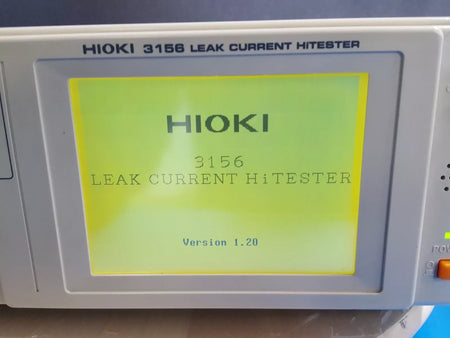 HIOKI 3156 LEAK CURRENT HiTESTER
HIOKI
3156
LEAK CURRENT HiTESTER
Version 1.20